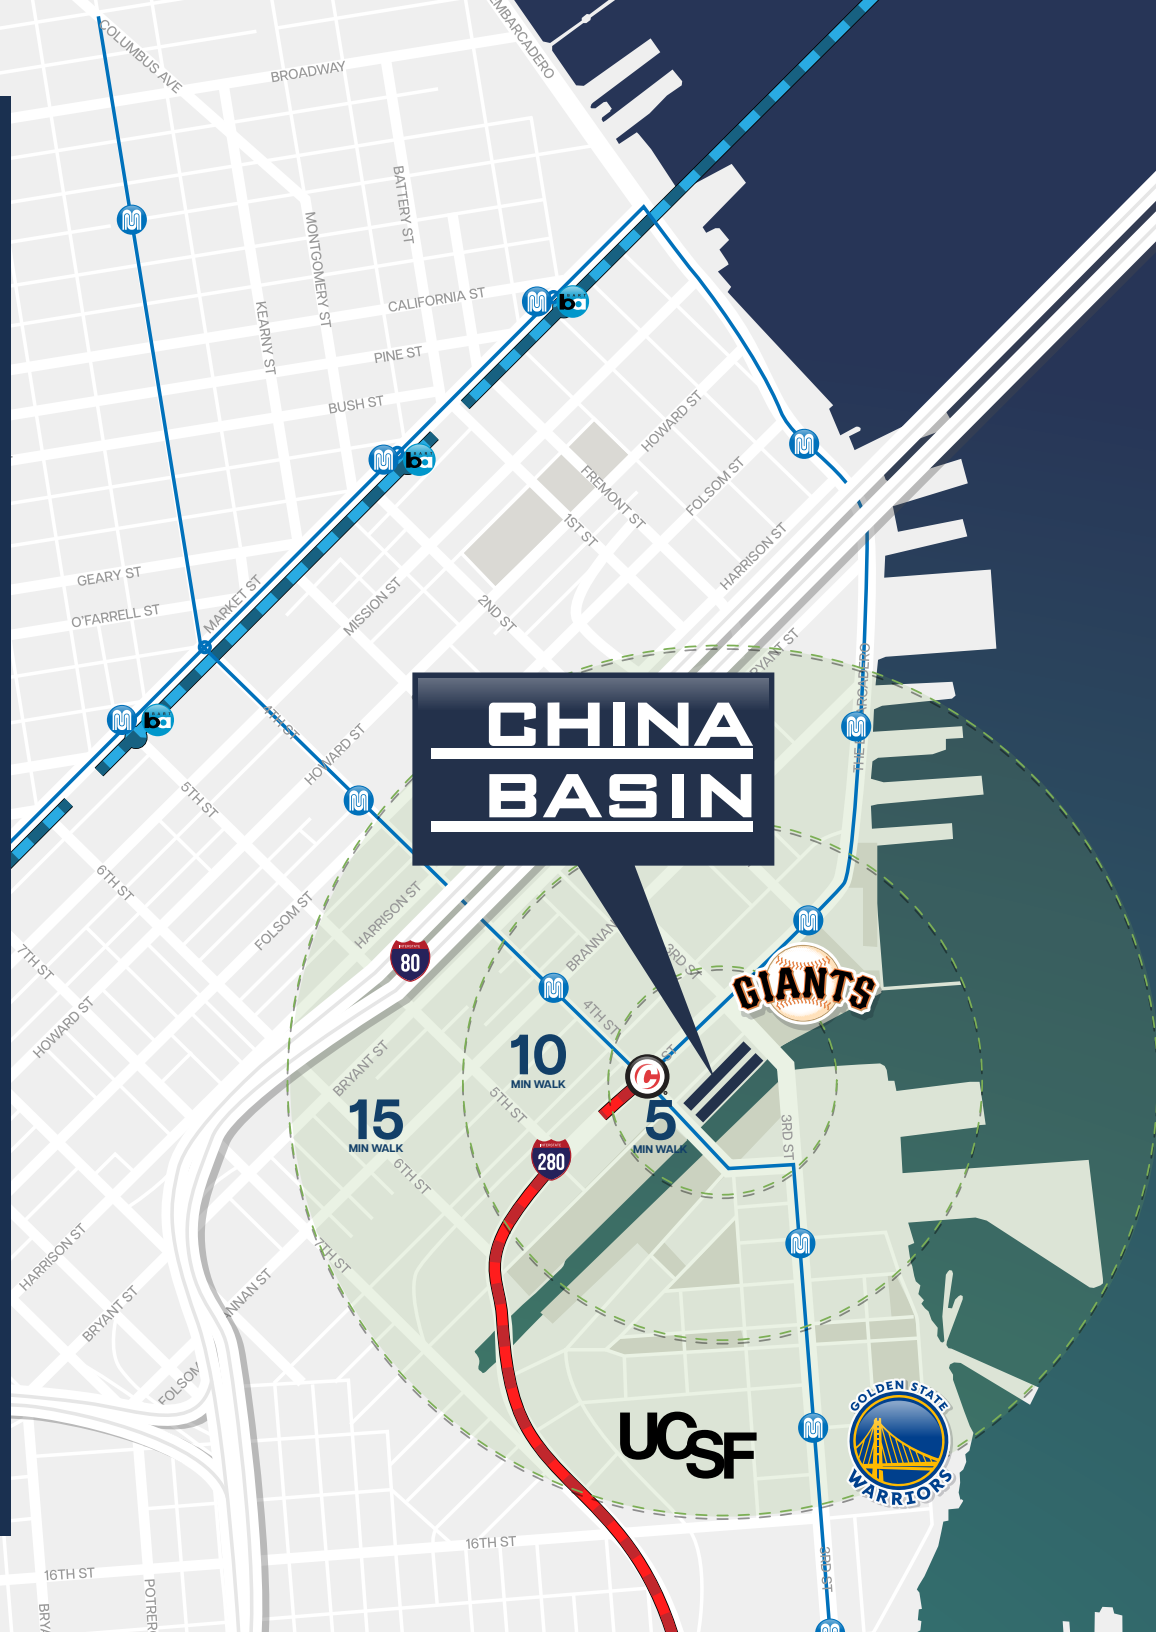 EMBARCADERO
COLUMBUS AVE
BROADWAY
BATTERY ST
MONTGOMERY ST
KEARNY ST
CALIFORNIA ST
PINE ST
BUSH ST
ba
ba
HOWARD ST
FREMONT ST
FOLSOM ST
1ST ST
HARRISON ST
GEARY ST
O'FARRELL ST
MARKET ST
MISSION ST
2ND ST
ba
4TH ST
HOWARD ST
5TH ST
6TH ST
CHINA
BASIN
HARRISON ST
FOLSOM ST
7TH ST
HOWARD ST
INTERSTATE
80
BRANNAN
3RD ST
GIANTS
4TH ST
10
MIN WALK
BRYANT ST
15
MIN WALK
5TH ST
C
5
MIN WALK
3RD ST
6TH ST
INTERSTATE
280
7TH ST
HARRISON ST
BRYANT ST
FOLSOM
UCSF
GOLDEN STATE
WARRIORS
16TH ST
16TH ST
3RD ST